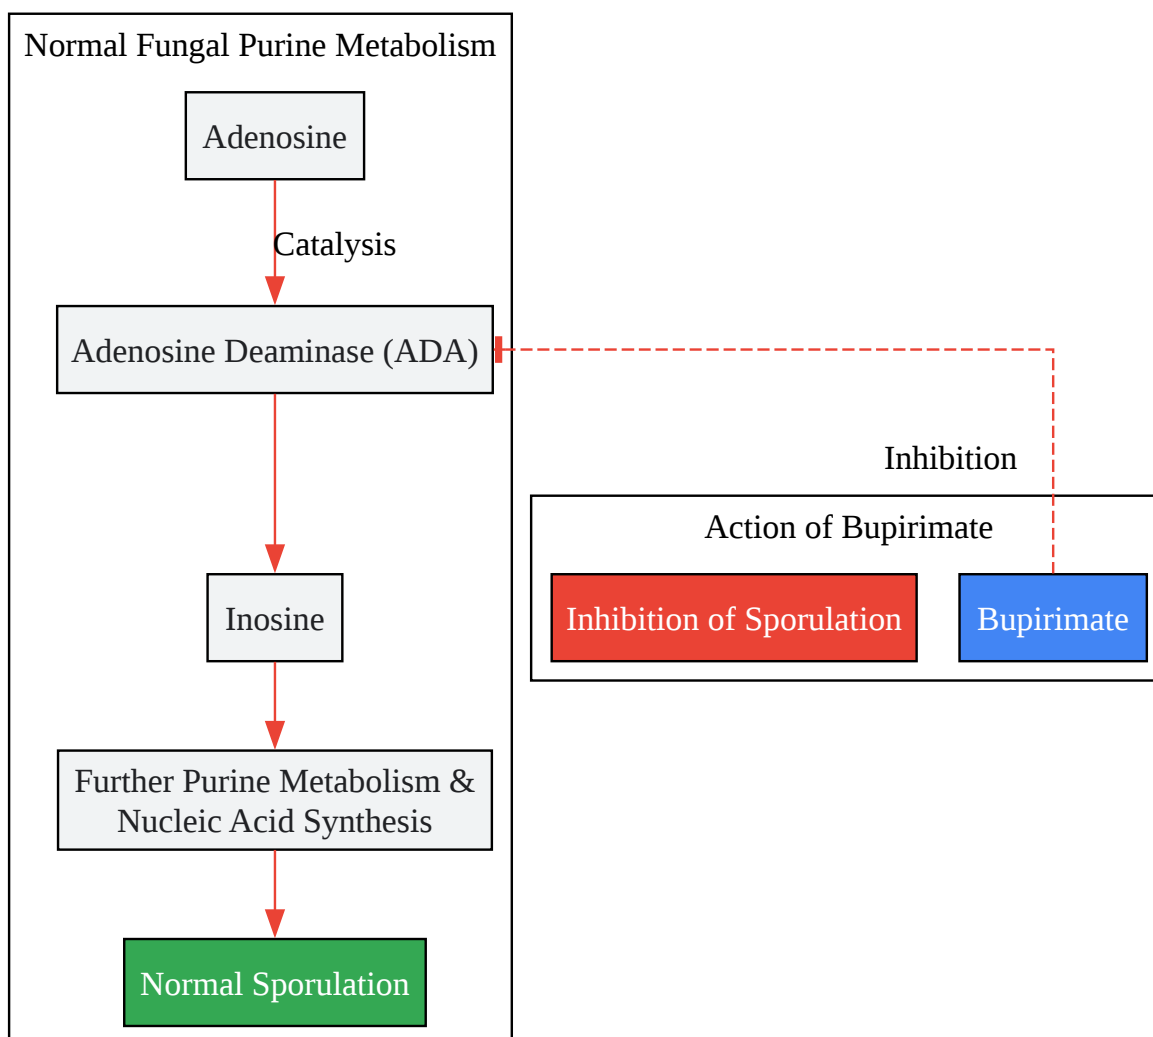 Normal Fungal Purine Metabolism
Adenosine
Catalysis
Adenosine Deaminase (ADA)
Inhibition
Action of Bupirimate
Inosine
Inhibition of Sporulation
Bupirimate
Further Purine Metabolism &
Nucleic Acid Synthesis
Normal Sporulation